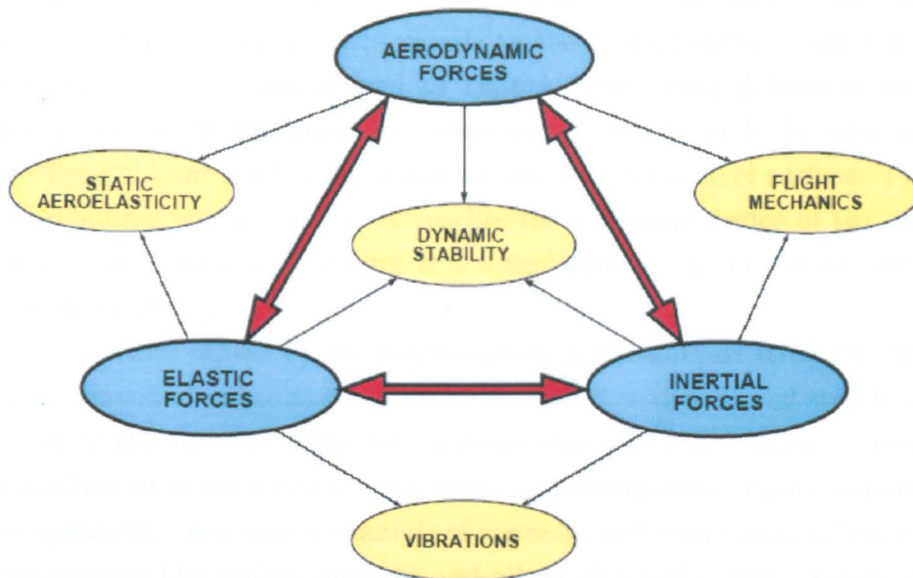 AERODYNAMIC
FORCES
STATIC
AEROELASTICITY
FLIGHT
MECHANICS
DYNAMIC
STABILITY
ELASTIC
FORCES
INERTIAL
FORCES
VIBRATIONS